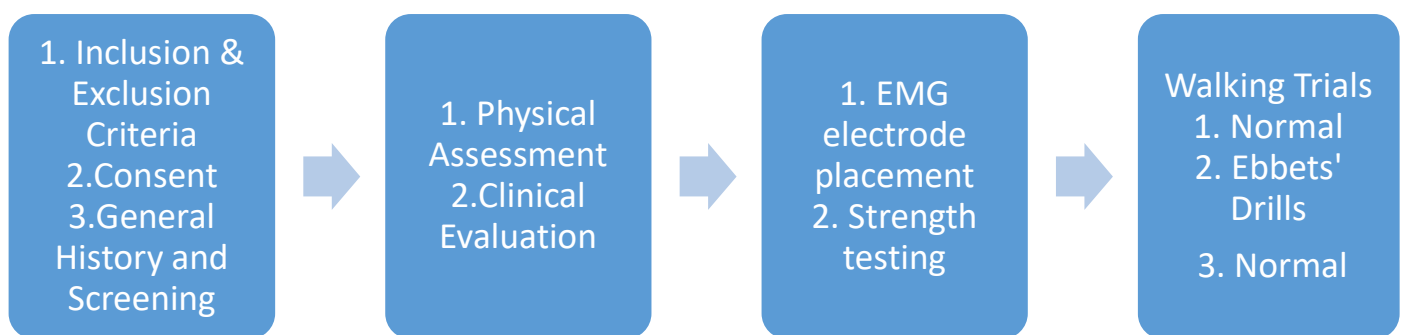 1. Inclusion &
Exclusion
Criteria
2.Consent
3.General
History and
Screening
1. Physical
Assessment
2.Clinical
Evaluation
1. EMG
electrode
placement
2. Strength
testing
Walking Trials
1. Normal
2. Ebbets'
Drills
3. Normal